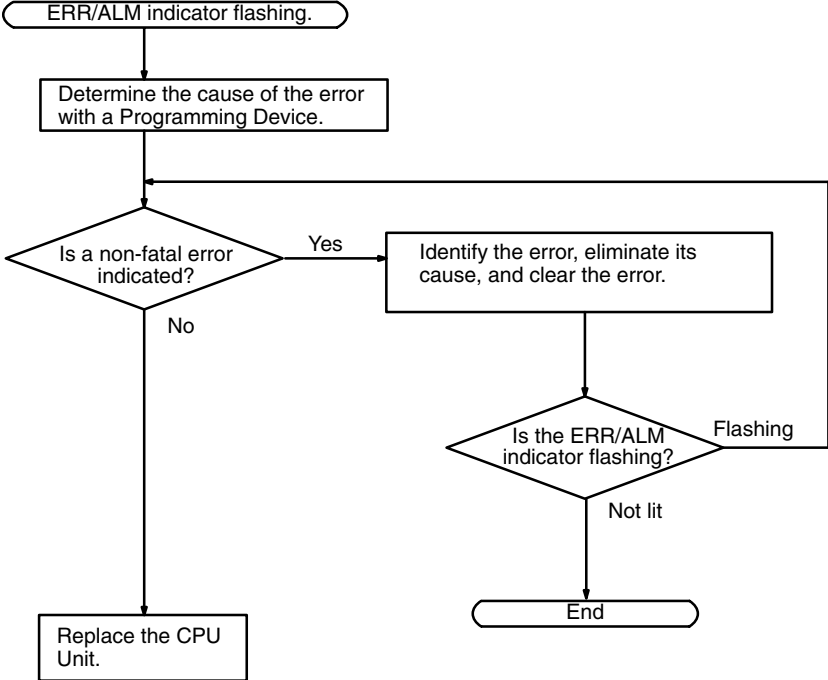 ERR/ALM indicator flashing.
Determine the cause of the error
with a Programming Device.
Is a non-fatal error
indicated?
Yes
Identify the error, eliminate its
cause, and clear the error.
No
Is the ERR/ALM
indicator flashing?
Flashing
Not lit
End
Replace the CPU
Unit.